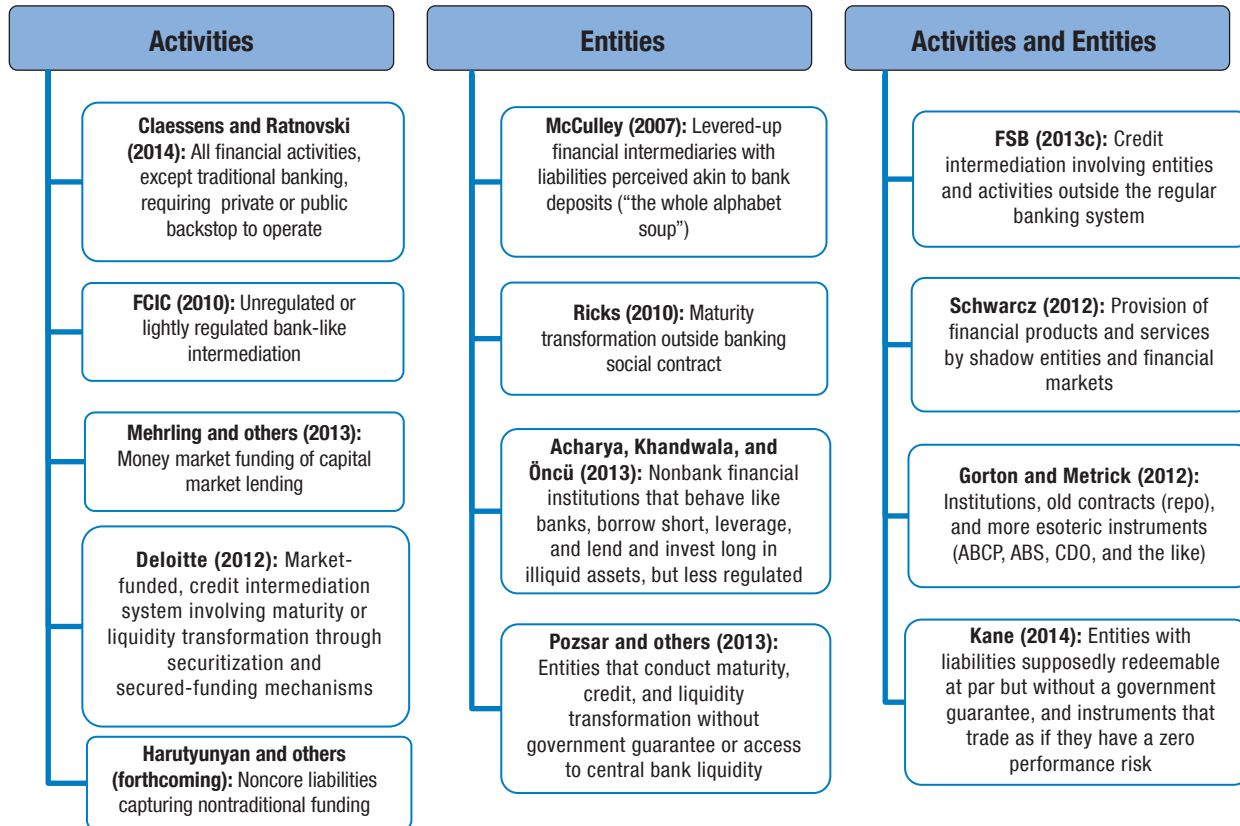 Activities
Claessens and Ratnovski
(2014): All financial activities,
except traditional banking,
requiring private or public
backstop to operate
FCIC (2010): Unregulated or
lightly regulated bank-like
intermediation
Mehrling and others (2013):
Money market funding of capital
market lending
Deloitte (2012): Market-
funded, credit intermediation
system involving maturity or
liquidity transformation through
securitization and
secured-funding mechanisms
Harutyunyan and others
(forthcoming): Noncore liabilities
capturing nontraditional funding
Entities
McCulley (2007): Levered-up
financial intermediaries with
liabilities perceived akin to bank
deposits (“the whole alphabet
soup”)
Ricks (2010): Maturity
transformation outside banking
social contract
Acharya, Khandwala, and
Öncü (2013): Nonbank financial
institutions that behave like
banks, borrow short, leverage,
and lend and invest long in
illiquid assets, but less regulated
Pozsar and others (2013):
Entities that conduct maturity,
credit, and liquidity
transformation without
government guarantee or access
to central bank liquidity
Activities and Entities
FSB (2013c): Credit
intermediation involving entities
and activities outside the regular
banking system
Schwarcz (2012): Provision of
financial products and services
by shadow entities and financial
markets
Gorton and Metrick (2012):
Institutions, old contracts (repo),
and more esoteric instruments
(ABCP, ABS, CDO, and the like)
Kane (2014): Entities with
liabilities supposedly redeemable
at par but without a government
guarantee, and instruments that
trade as if they have a zero
performance risk